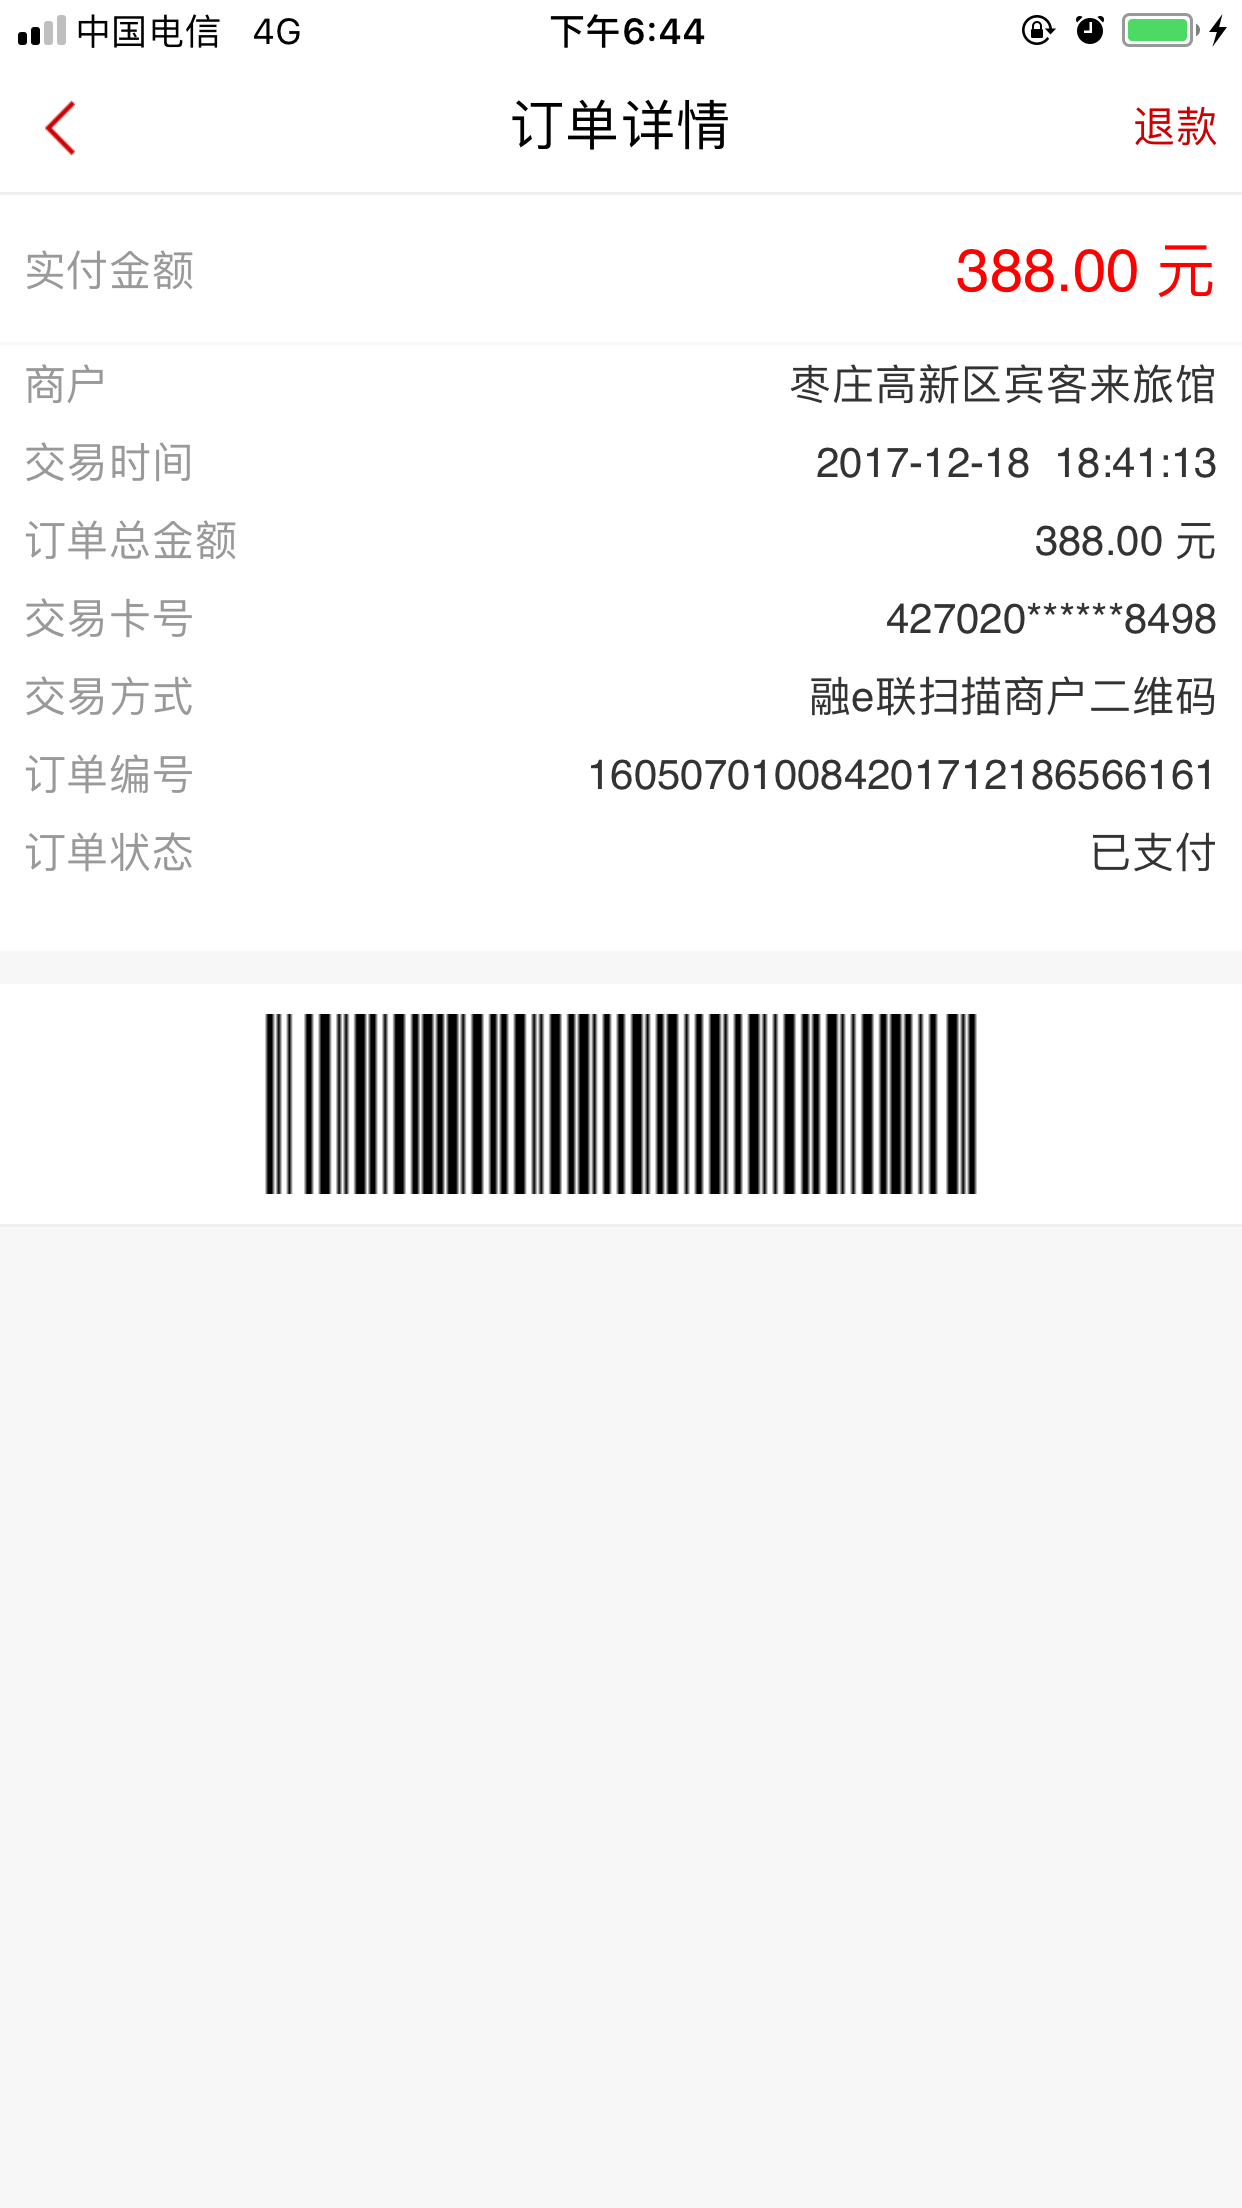 中国电信 4G 下午6:44
订单详情 退款
实付金额 388.00 元
商户 枣庄高新区宾客来旅馆
交易时间 2017-12-18 18:41:13
订单总金额 388.00 元
交易卡号 427020******8498
交易方式 融e联扫描商户二维码
订单编号 160507010084201712186566161
订单状态 已支付